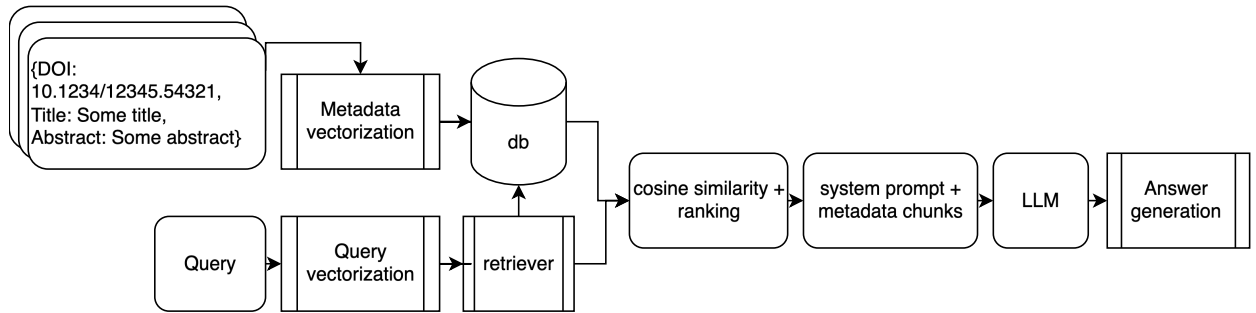 {DOI:
10.1234/12345.54321,
Title: Some title,
Abstract: Some abstract}
Metadata
vectorization
db
Query
Query
vectorization
retriever
cosine similarity +
ranking
system prompt +
metadata chunks
LLM
Answer
generation